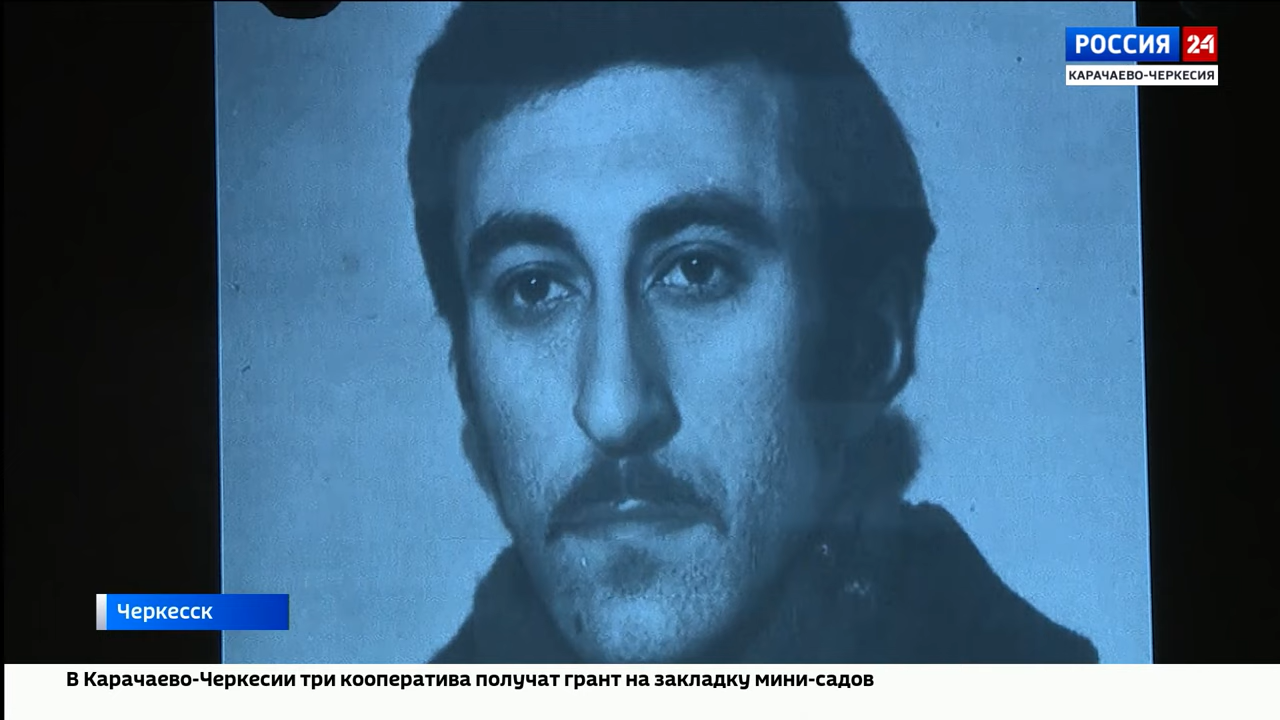 РОССИЯ 24
КАРАЧАЕВО-ЧЕРКЕСИЯ
Черкесск
В Карачаево-Черкесии три кооператива получат грант на закладку мини-садов